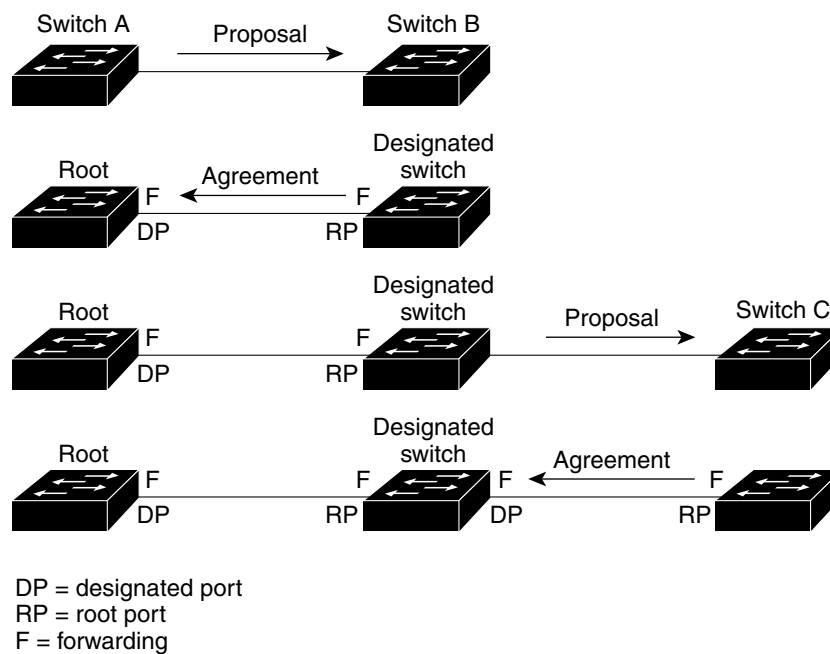 Switch A
Proposal
Switch B
Root
F
DP
Agreement
Designated
switch
F
RP
Root
F
DP
Designated
switch
F
RP
Proposal
Switch C
Root
F
DP
Designated
switch
F
RP
F
DP
Agreement
F
RP
DP = designated port
RP = root port
F = forwarding